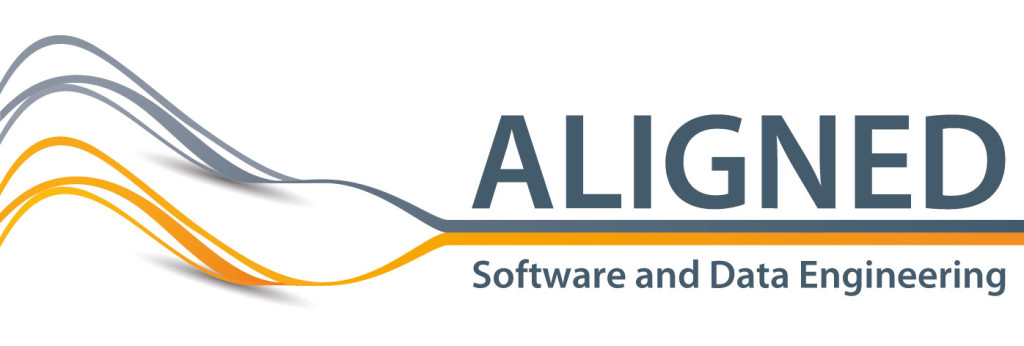 ALIGNED
Software and Data Engineering